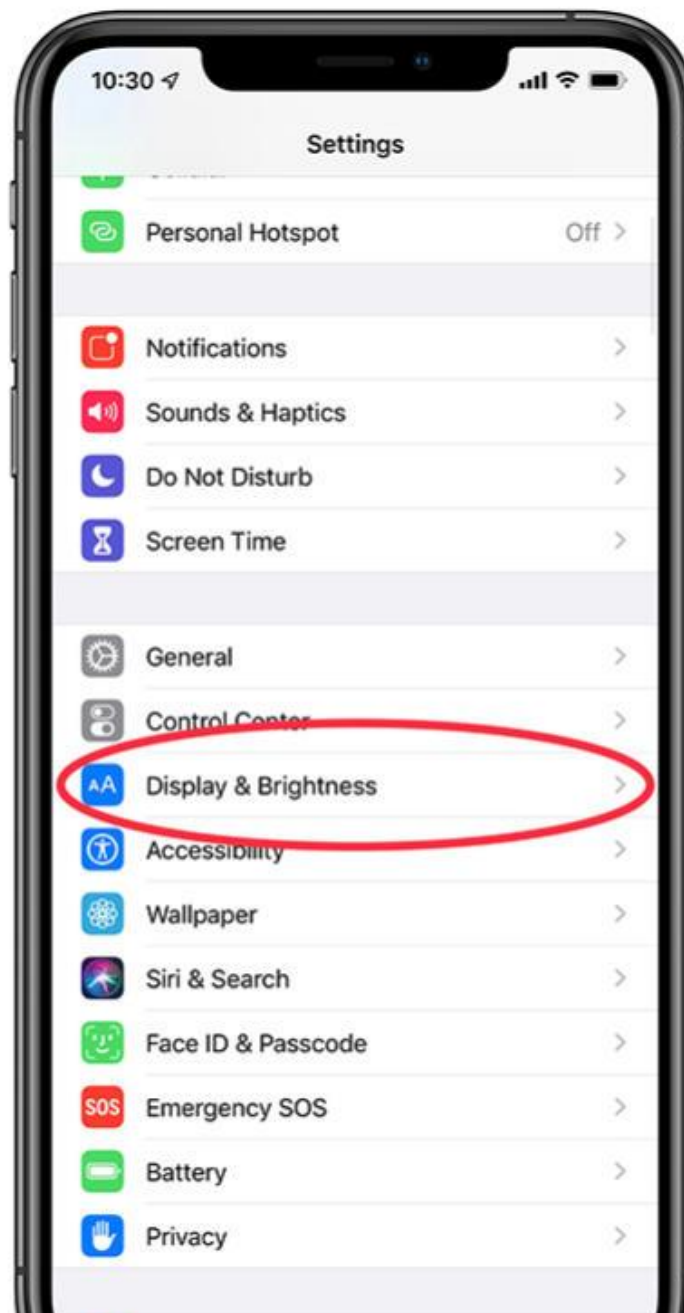 10:30
Settings
Personal Hotspot Off
Notifications
Sounds & Haptics
Do Not Disturb
Screen Time
General
Control Center
AA Display & Brightness
Accessibility
Wallpaper
Siri & Search
Face ID & Passcode
SOS Emergency SOS
Battery
Privacy